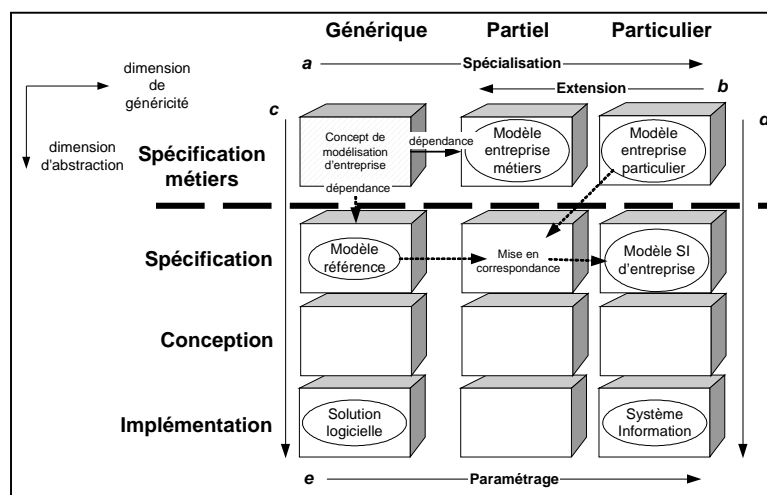 Générique Partiel Particulier
a Spécialisation
Extension b
dimension
de
généricité
dimension
d'abstraction
c
d
Spécification
métiers
Concept de
modélisation
d'entreprise
dépendance
Modèle
entreprise
métiers
Modèle
entreprise
particulier
dépendance
Spécification
Modèle
référence
Mise en
correspondance
Modèle SI
d'entreprise
Conception
Implémentation
Solution
logicielle
Système
Information
e Paramétrage